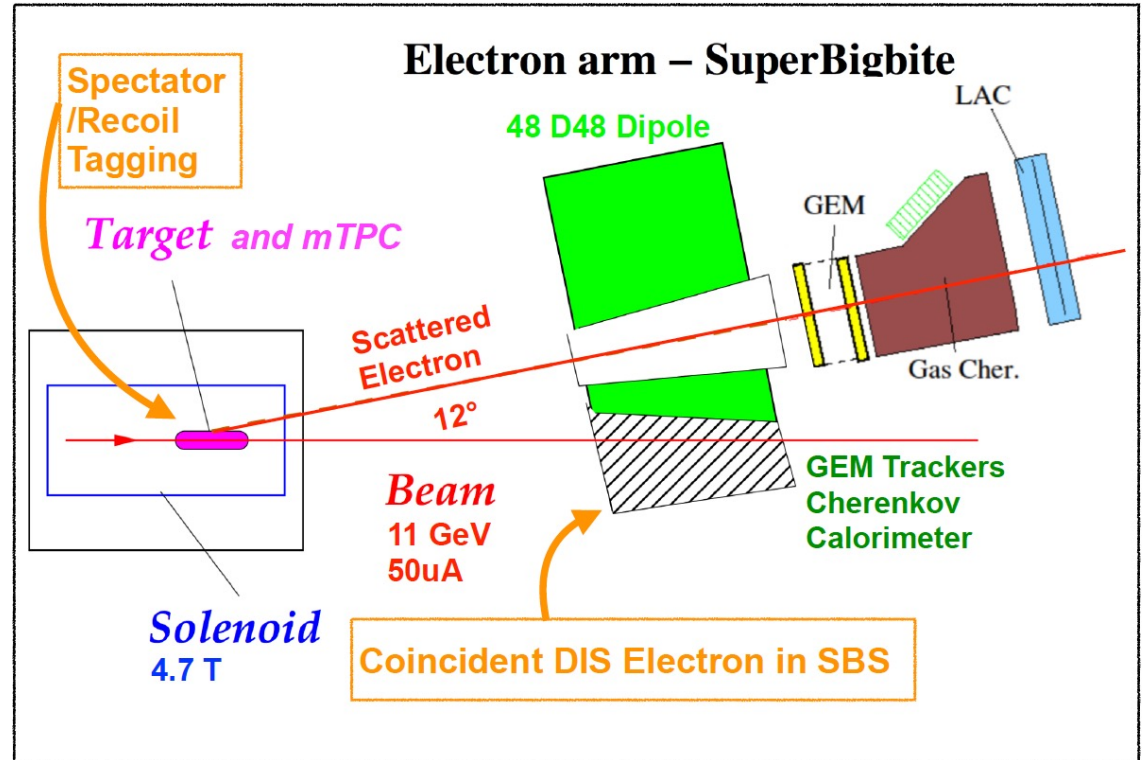 Electron arm – SuperBigbite
Spectator
/Recoil
Tagging
48 D48 Dipole
LAC
GEM
Target and mTPC
Scattered
Electron
12°
Gas Cher.
Beam
11 GeV
50uA
GEM Trackers
Cherenkov
Calorimeter
Solenoid
4.7 T
Coincident DIS Electron in SBS